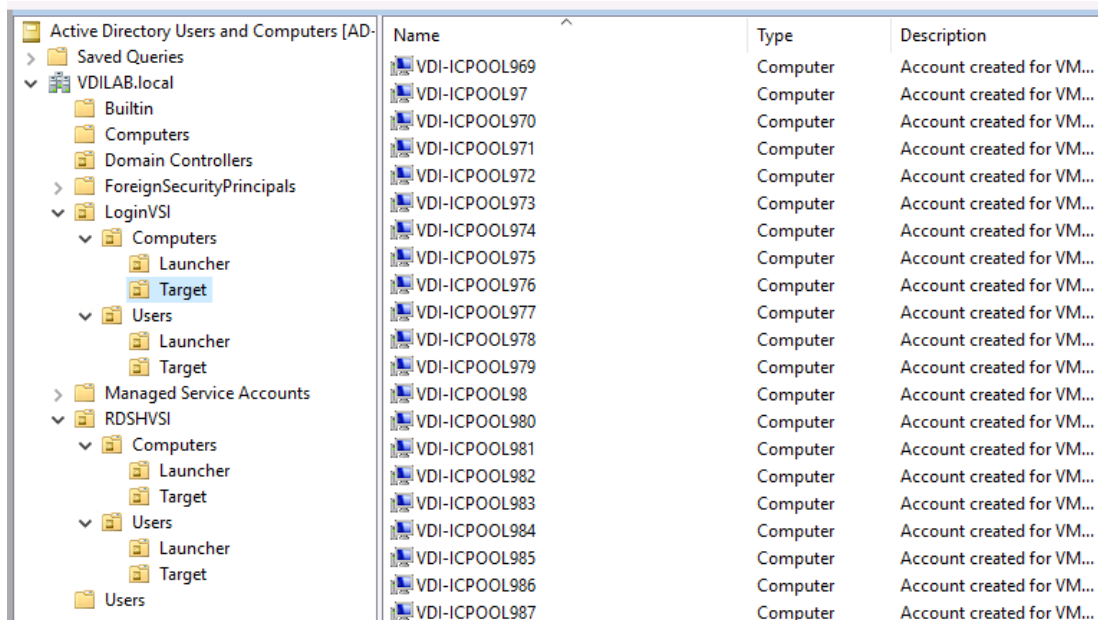 Active Directory Users and Computers [AD-
Saved Queries
VDILAB.local
Builtin
Computers
Domain Controllers
ForeignSecurityPrincipals
LoginVSI
Computers
Launcher
Target
Users
Launcher
Target
Managed Service Accounts
RDSHVSI
Computers
Launcher
Target
Users
Launcher
Target
Users
Name Type Description
VDI-ICPOOL969 Computer Account created for VM...
VDI-ICPOOL97 Computer Account created for VM...
VDI-ICPOOL970 Computer Account created for VM...
VDI-ICPOOL971 Computer Account created for VM...
VDI-ICPOOL972 Computer Account created for VM...
VDI-ICPOOL973 Computer Account created for VM...
VDI-ICPOOL974 Computer Account created for VM...
VDI-ICPOOL975 Computer Account created for VM...
VDI-ICPOOL976 Computer Account created for VM...
VDI-ICPOOL977 Computer Account created for VM...
VDI-ICPOOL978 Computer Account created for VM...
VDI-ICPOOL979 Computer Account created for VM...
VDI-ICPOOL98 Computer Account created for VM...
VDI-ICPOOL980 Computer Account created for VM...
VDI-ICPOOL981 Computer Account created for VM...
VDI-ICPOOL982 Computer Account created for VM...
VDI-ICPOOL983 Computer Account created for VM...
VDI-ICPOOL984 Computer Account created for VM...
VDI-ICPOOL985 Computer Account created for VM...
VDI-ICPOOL986 Computer Account created for VM...
VDI-ICPOOL987 Computer Account created for VM...